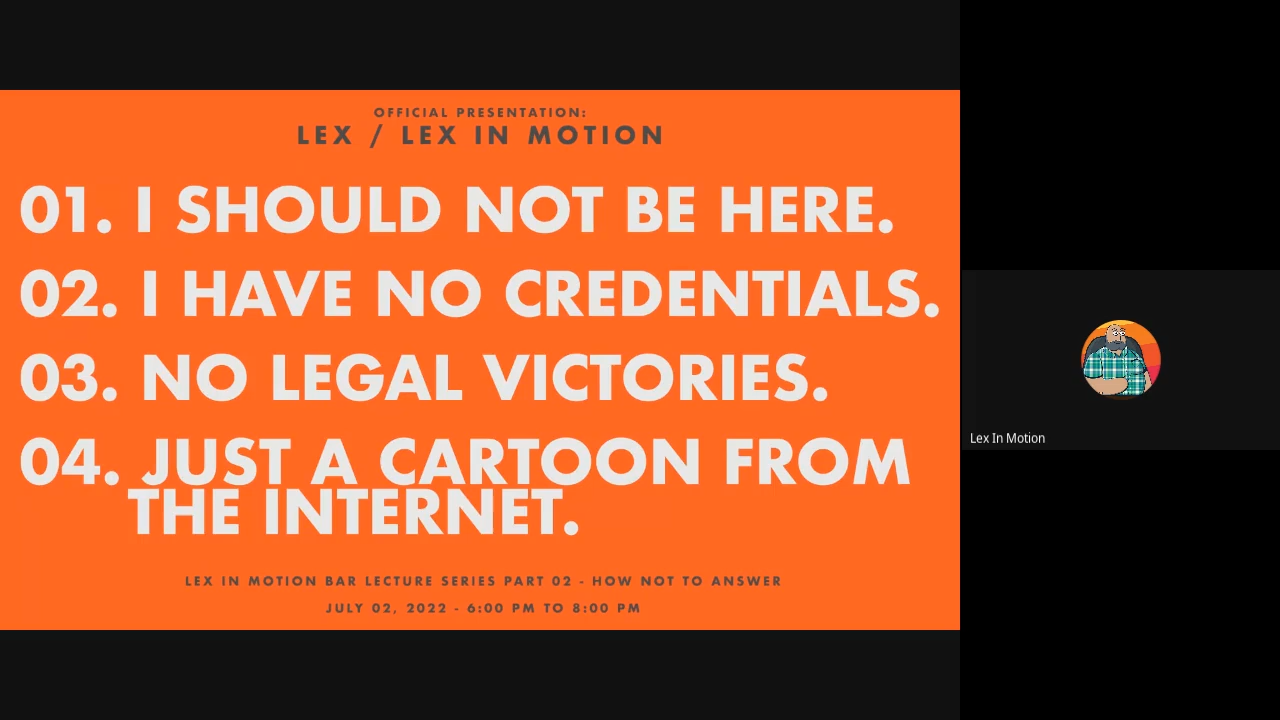 OFFICIAL PRESENTATION:
LEX / LEX IN MOTION
01. I SHOULD NOT BE HERE.
02. I HAVE NO CREDENTIALS.
03. NO LEGAL VICTORIES.
04. JUST A CARTOON FROM
THE INTERNET.
LEX IN MOTION BAR LECTURE SERIES PART 02 - HOW NOT TO ANSWER
JULY 02, 2022 - 6:00 PM TO 8:00 PM
Lex In Motion